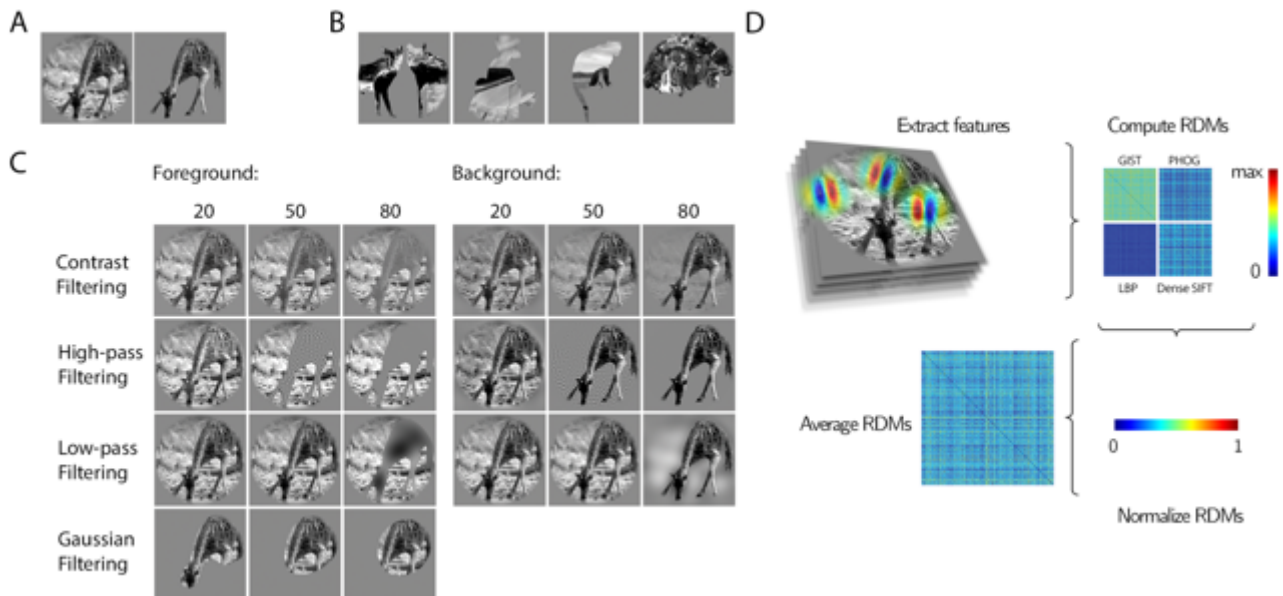 A
B
D
C
Foreground:
Background:
20 50 80
20 50 80
Contrast
Filtering
High-pass
Filtering
Low-pass
Filtering
Gaussian
Filtering
Extract features
Compute RDMs
GIST PHOG
max
0
LBP Dense SIFT
Average RDMs
0 1
Normalize RDMs